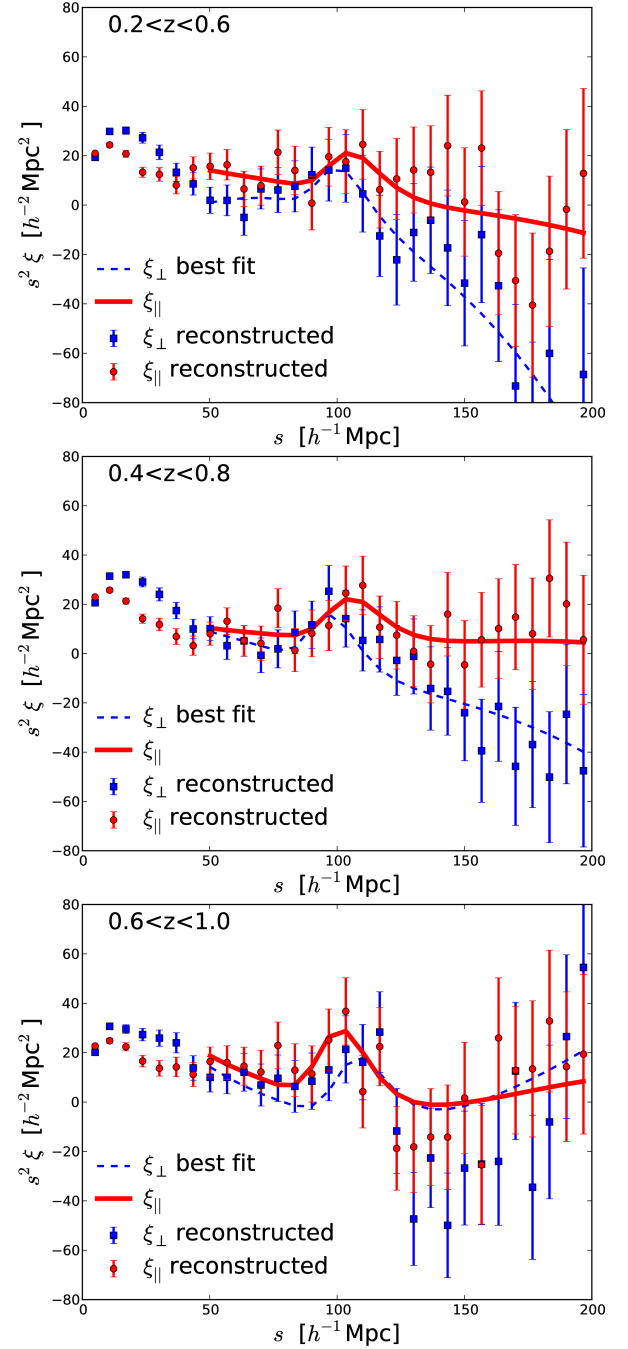 0.2<z<0.6
80
60
40
20
0
−20
−40
−60
−80
s² ξ [h⁻² Mpc²]
ξ⊥ best fit
ξ||
ξ⊥ reconstructed
ξ|| reconstructed
0 50 100 150 200
s [h⁻¹ Mpc]
0.4<z<0.8
80
60
40
20
0
−20
−40
−60
−80
s² ξ [h⁻² Mpc²]
ξ⊥ best fit
ξ||
ξ⊥ reconstructed
ξ|| reconstructed
0 50 100 150 200
s [h⁻¹ Mpc]
0.6<z<1.0
80
60
40
20
0
−20
−40
−60
−80
s² ξ [h⁻² Mpc²]
ξ⊥ best fit
ξ||
ξ⊥ reconstructed
ξ|| reconstructed
0 50 100 150 200
s [h⁻¹ Mpc]